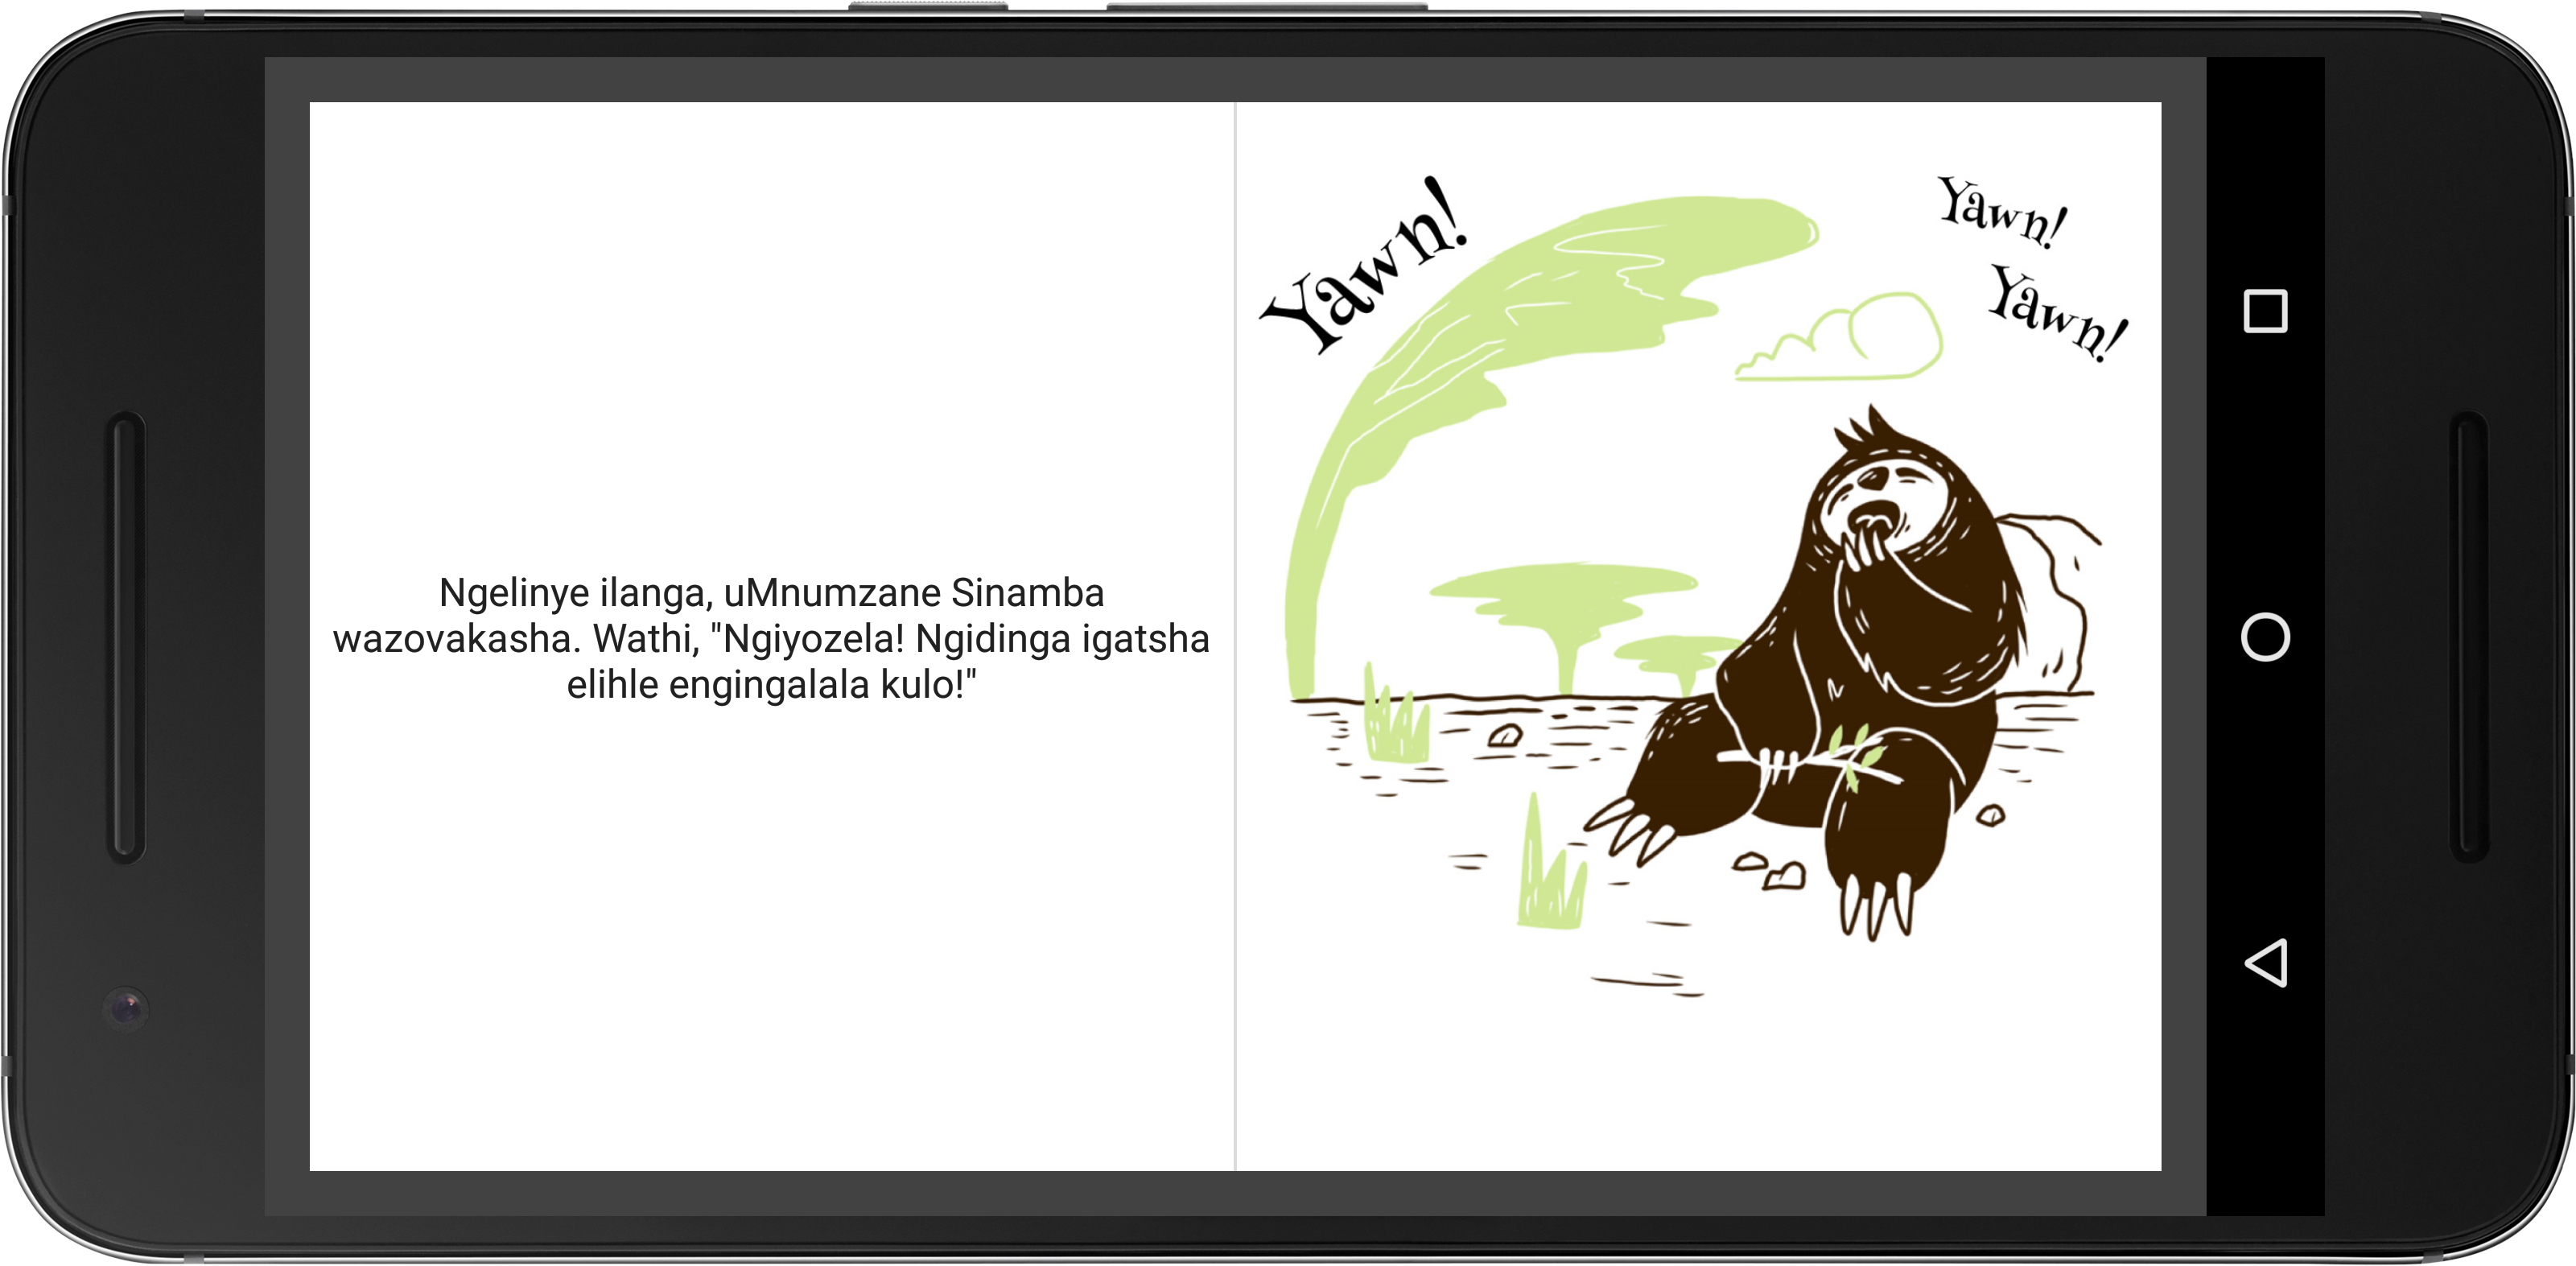 Ngelinye ilanga, uMnumzane Sinamba
wazovakasha. Wathi, "Ngiyozela! Ngidinga igatsha
elihle engingalala kulo!"
Yawn!
Yawn!
Yawn!